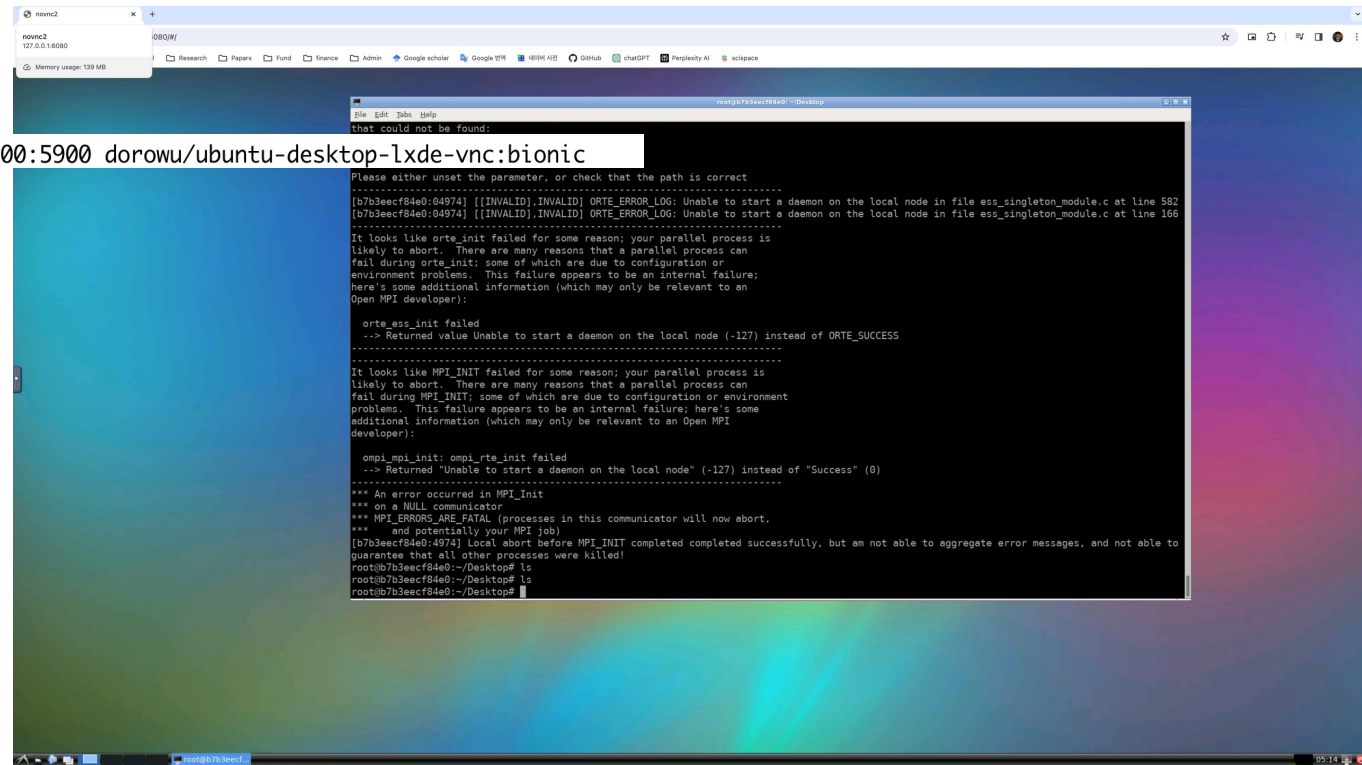 novnc2
novnc2
127.0.0.1:6080
080/#/
Memory usage: 139 MB
Research Papars Fund finance Admin Google scholar Google 번역 네이버 사전 GitHub chatGPT Perplexity AI scispace
root@b7b3eecf84e0: ~/Desktop
File Edit Tabs Help
that could not be found:
00:5900 dorowu/ubuntu-desktop-lxde-vnc:bionic
Please either unset the parameter, or check that the path is correct
--------------------------------------------------------------------------
[b7b3eecf84e0:04974] [[INVALID],INVALID] ORTE_ERROR_LOG: Unable to start a daemon on the local node in file ess_singleton_module.c at line 582
[b7b3eecf84e0:04974] [[INVALID],INVALID] ORTE_ERROR_LOG: Unable to start a daemon on the local node in file ess_singleton_module.c at line 166
--------------------------------------------------------------------------
It looks like orte_init failed for some reason; your parallel process is
likely to abort.  There are many reasons that a parallel process can
fail during orte_init; some of which are due to configuration or
environment problems.  This failure appears to be an internal failure;
here's some additional information (which may only be relevant to an
Open MPI developer):
  orte_ess_init failed
  --> Returned value Unable to start a daemon on the local node (-127) instead of ORTE_SUCCESS
--------------------------------------------------------------------------
--------------------------------------------------------------------------
It looks like MPI_INIT failed for some reason; your parallel process is
likely to abort.  There are many reasons that a parallel process can
fail during MPI_INIT; some of which are due to configuration or environment
problems.  This failure appears to be an internal failure; here's some
additional information (which may only be relevant to an Open MPI
developer):
  ompi_mpi_init: ompi_rte_init failed
  --> Returned "Unable to start a daemon on the local node" (-127) instead of "Success" (0)
--------------------------------------------------------------------------
*** An error occurred in MPI_Init
*** on a NULL communicator
*** MPI_ERRORS_ARE_FATAL (processes in this communicator will now abort,
***    and potentially your MPI job)
[b7b3eecf84e0:4974] Local abort before MPI_INIT completed completed successfully, but am not able to aggregate error messages, and not able to
guarantee that all other processes were killed!
root@b7b3eecf84e0:~/Desktop# ls
root@b7b3eecf84e0:~/Desktop# ls
root@b7b3eecf84e0:~/Desktop#
root@b7b3eecf... 05:14